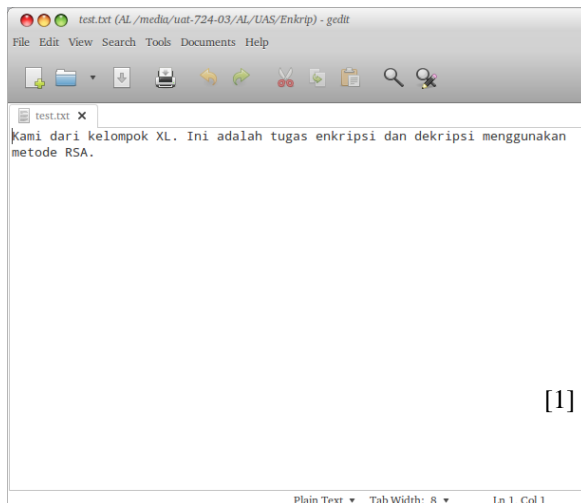 test.txt (AL /media/uat-724-03/AL/UAS/Enkrip) - gedit
File Edit View Search Tools Documents Help
test.txt
Kami dari kelompok XL. Ini adalah tugas enkripsi dan dekripsi menggunakan
metode RSA.
[1]
Plain Text Tab Width: 8 Ln 1, Col 1